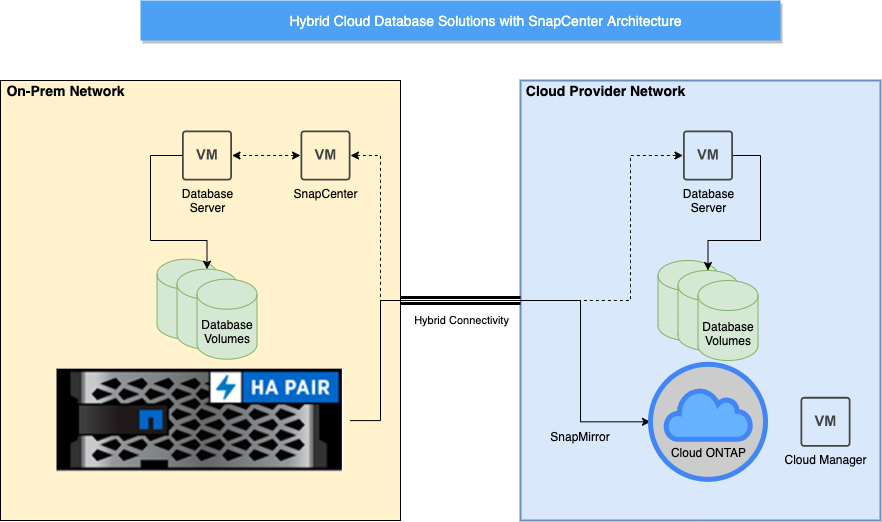 Hybrid Cloud Database Solutions with SnapCenter Architecture
On-Prem Network
VM
VM
Database
Server
SnapCenter
Database
Volumes
HA PAIR
Hybrid Connectivity
Cloud Provider Network
VM
Database
Server
Database
Volumes
SnapMirror
Cloud ONTAP
VM
Cloud Manager